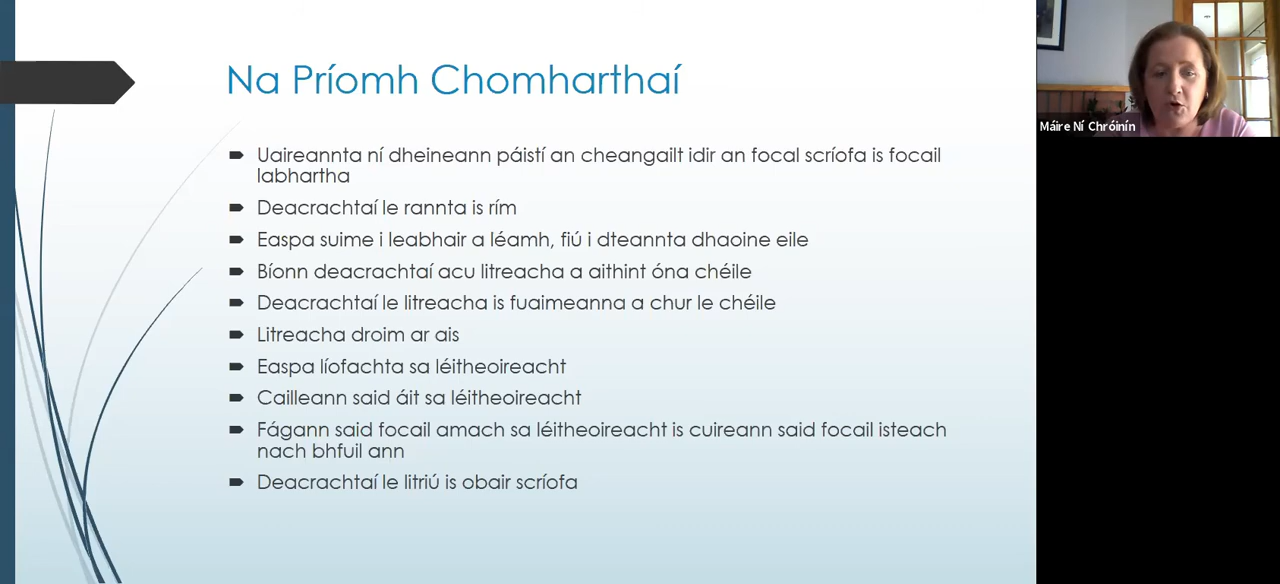 Na Príomh Chomharthaí
Uaireannta ní dheineann páistí an cheangailt idir an focal scríofa is focail
labhartha
Deacrachtaí le rannta is rím
Easpa suime i leabhair a léamh, fiú i dteannta dhaoine eile
Bíonn deacrachtaí acu litreacha a aithint óna chéile
Deacrachtaí le litreacha is fuaimeanna a chur le chéile
Litreacha droim ar ais
Easpa líofachta sa léitheoireacht
Cailleann said áit sa léitheoireacht
Fágann said focail amach sa léitheoireacht is cuireann said focail isteach
nach bhfuil ann
Deacrachtaí le litriú is obair scríofa
Máire Ní Chróinín